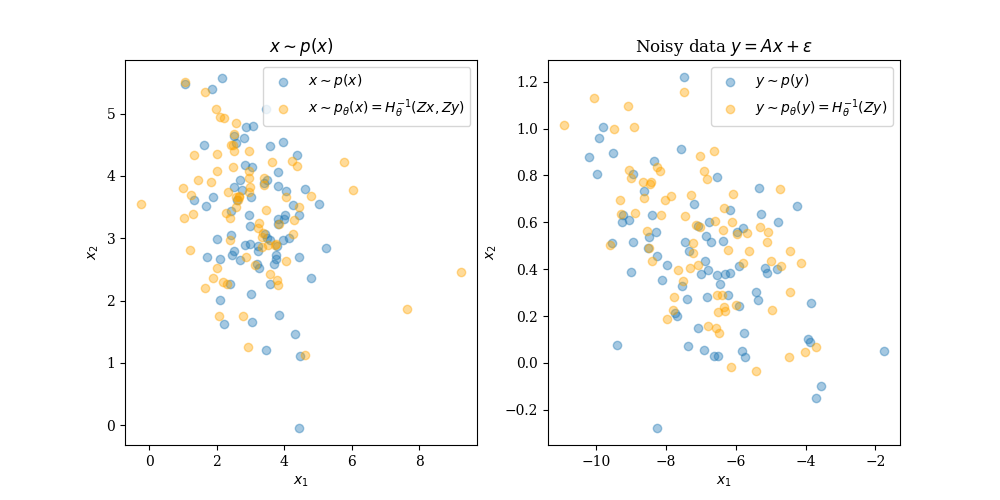 x ∼ p(x)
x ∼ p(x)
x ∼ p_θ(x) = H_θ^{-1}(Zx, Zy)
x_2
5
4
3
2
1
0
0 2 4 6 8
x_1
Noisy data y = Ax + ε
y ∼ p(y)
y ∼ p_θ(y) = H_θ^{-1}(Zy)
x_2
1.2
1.0
0.8
0.6
0.4
0.2
0.0
−0.2
−10 −8 −6 −4 −2
x_1